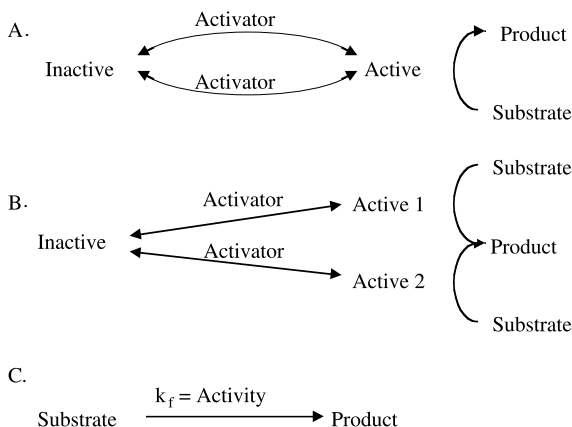 A.
Activator
Product
Inactive
Activator
Active
Substrate
B.
Substrate
Activator
Active 1
Inactive
Activator
Product
Active 2
Substrate
C.
k_f = Activity
Substrate
Product